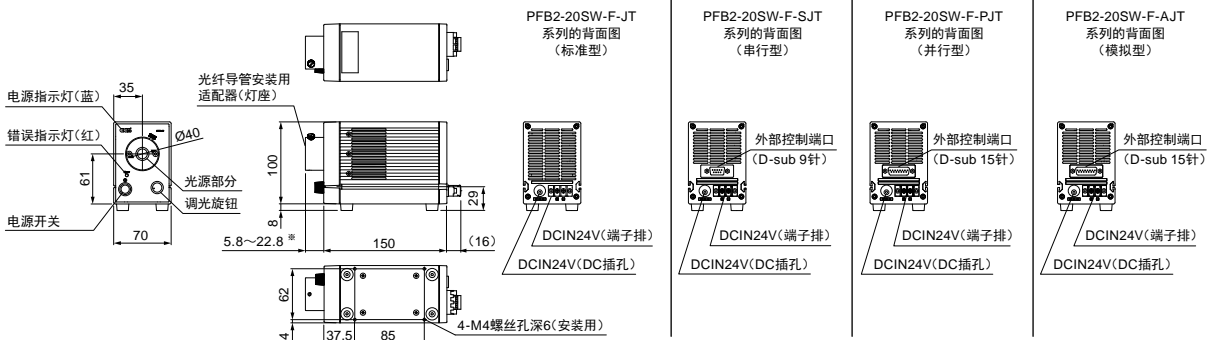 PFB2-20SW-F-JT
系列的背面图
（标准型）
PFB2-20SW-F-SJT
系列的背面图
（串行型）
PFB2-20SW-F-PJT
系列的背面图
（并行型）
PFB2-20SW-F-AJT
系列的背面图
（模拟型）
35
电源指示灯（蓝）
错误指示灯（红）
Ø40
61
光源部分
调光旋钮
电源开关
70
光纤导管安装用
适配器（灯座）
100
8
29
5.8～22.8 ※
150
（16）
62
4
37.5
85
4-M4螺丝孔深6（安装用）
DCIN24V（端子排）
DCIN24V（DC插孔）
外部控制端口
（D-sub 9针）
DCIN24V（端子排）
DCIN24V（DC插孔）
外部控制端口
（D-sub 15针）
DCIN24V（端子排）
DCIN24V（DC插孔）
外部控制端口
（D-sub 15针）
DCIN24V（端子排）
DCIN24V（DC插孔）